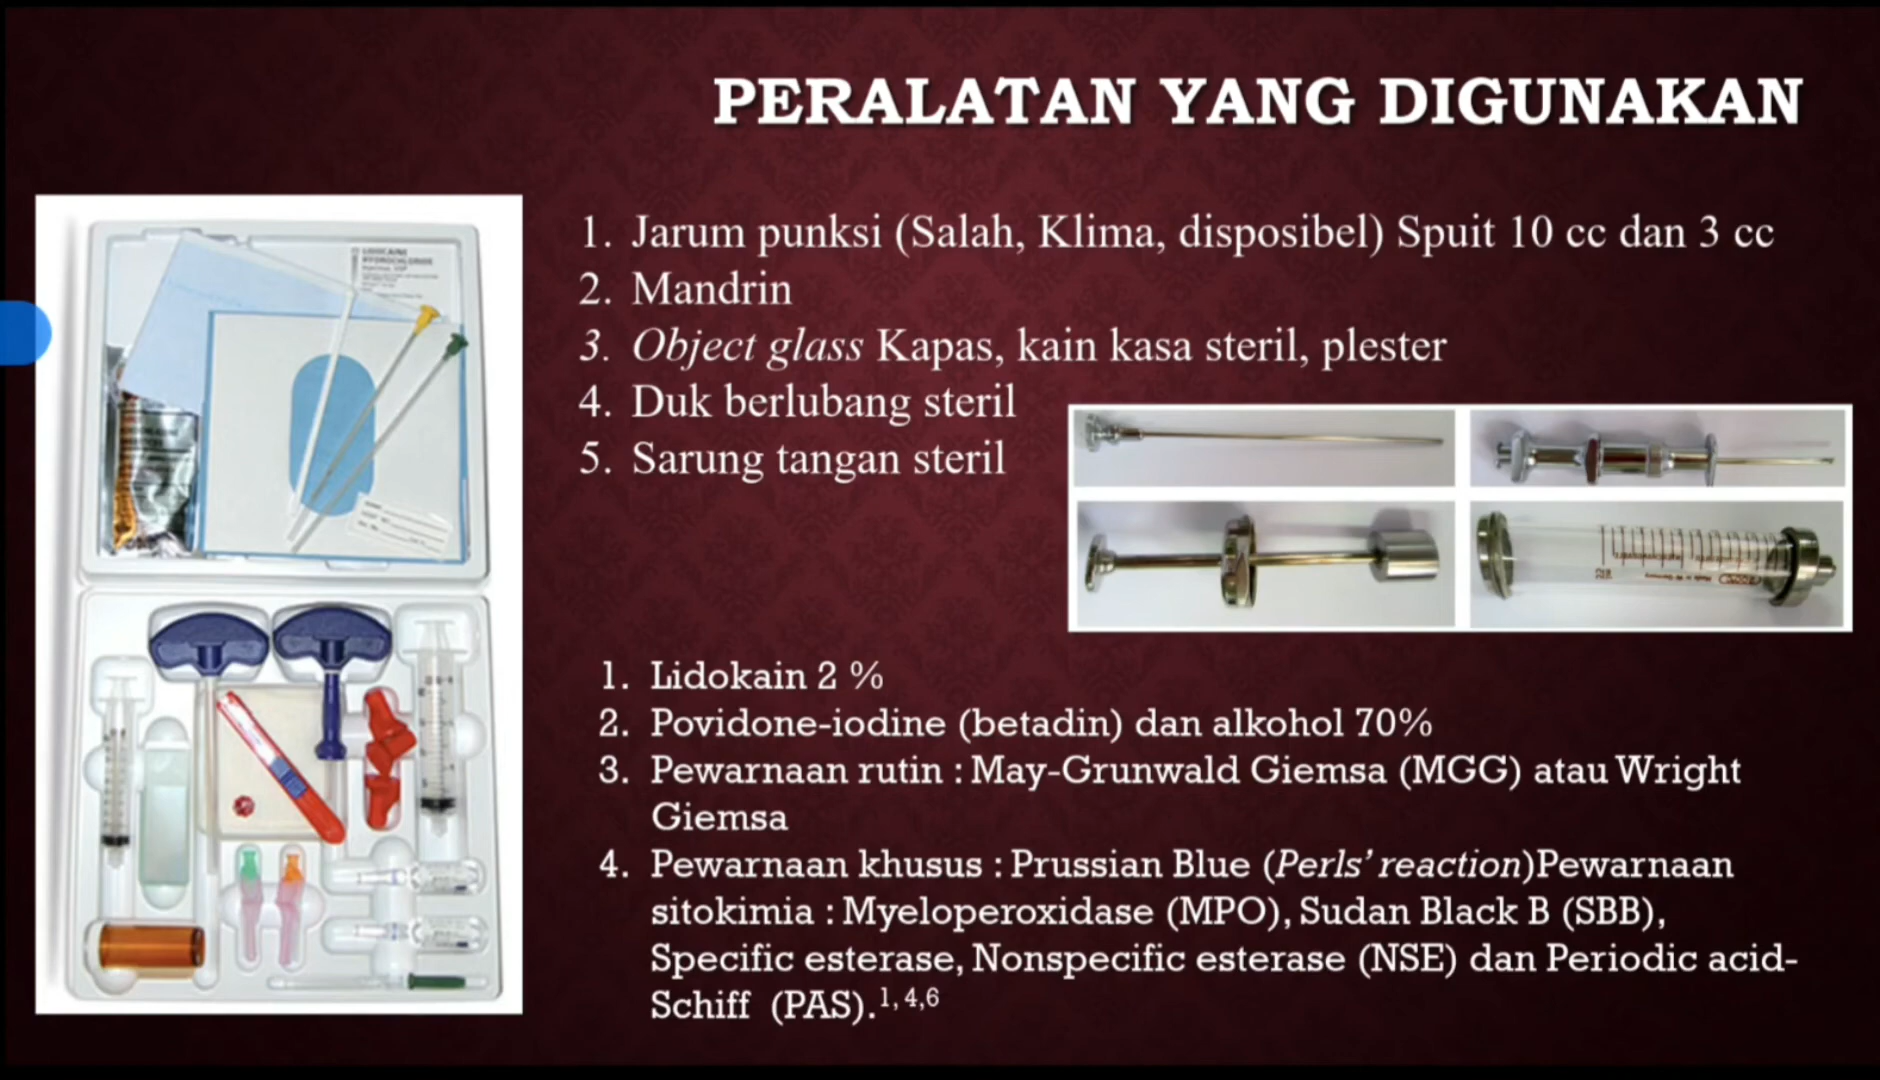 PERALATAN YANG DIGUNAKAN
1. Jarum punksi (Salah, Klima, disposibel) Spuit 10 cc dan 3 cc
2. Mandrin
3. Object glass Kapas, kain kasa steril, plester
4. Duk berlubang steril
5. Sarung tangan steril
LIDOCAINE
HYDROCHLORIDE
1. Lidokain 2 %
2. Povidone-iodine (betadin) dan alkohol 70%
3. Pewarnaan rutin : May-Grunwald Giemsa (MGG) atau Wright
Giemsa
4. Pewarnaan khusus : Prussian Blue (Perls' reaction)Pewarnaan
sitokimia : Myeloperoxidase (MPO), Sudan Black B (SBB),
Specific esterase, Nonspecific esterase (NSE) dan Periodic acid-
Schiff (PAS).1, 4,6